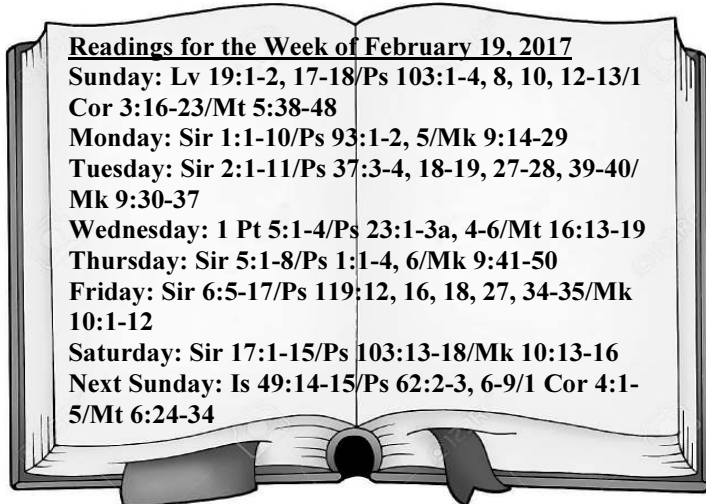 Readings for the Week of February 19, 2017
Sunday: Lv 19:1-2, 17-18/Ps 103:1-4, 8, 10, 12-13/1
Cor 3:16-23/Mt 5:38-48
Monday: Sir 1:1-10/Ps 93:1-2, 5/Mk 9:14-29
Tuesday: Sir 2:1-11/Ps 37:3-4, 18-19, 27-28, 39-40/
Mk 9:30-37
Wednesday: 1 Pt 5:1-4/Ps 23:1-3a, 4-6/Mt 16:13-19
Thursday: Sir 5:1-8/Ps 1:1-4, 6/Mk 9:41-50
Friday: Sir 6:5-17/Ps 119:12, 16, 18, 27, 34-35/Mk
10:1-12
Saturday: Sir 17:1-15/Ps 103:13-18/Mk 10:13-16
Next Sunday: Is 49:14-15/Ps 62:2-3, 6-9/1 Cor 4:1-
5/Mt 6:24-34